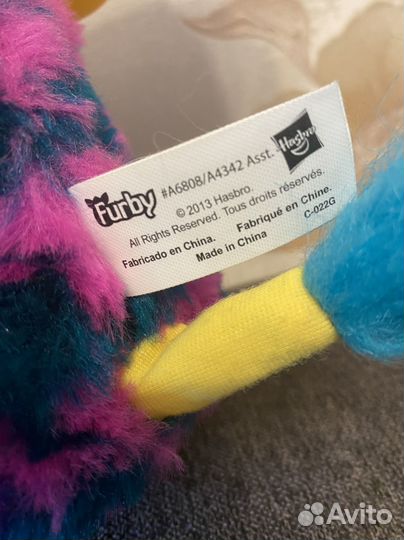 Furby #A6808/A4342 Asst. Hasbro
© 2013 Hasbro.
All Rights Reserved. Tous droits réservés.
Fabricado en China. Fabriqué en Chine.
Made in China C-022G
Avito